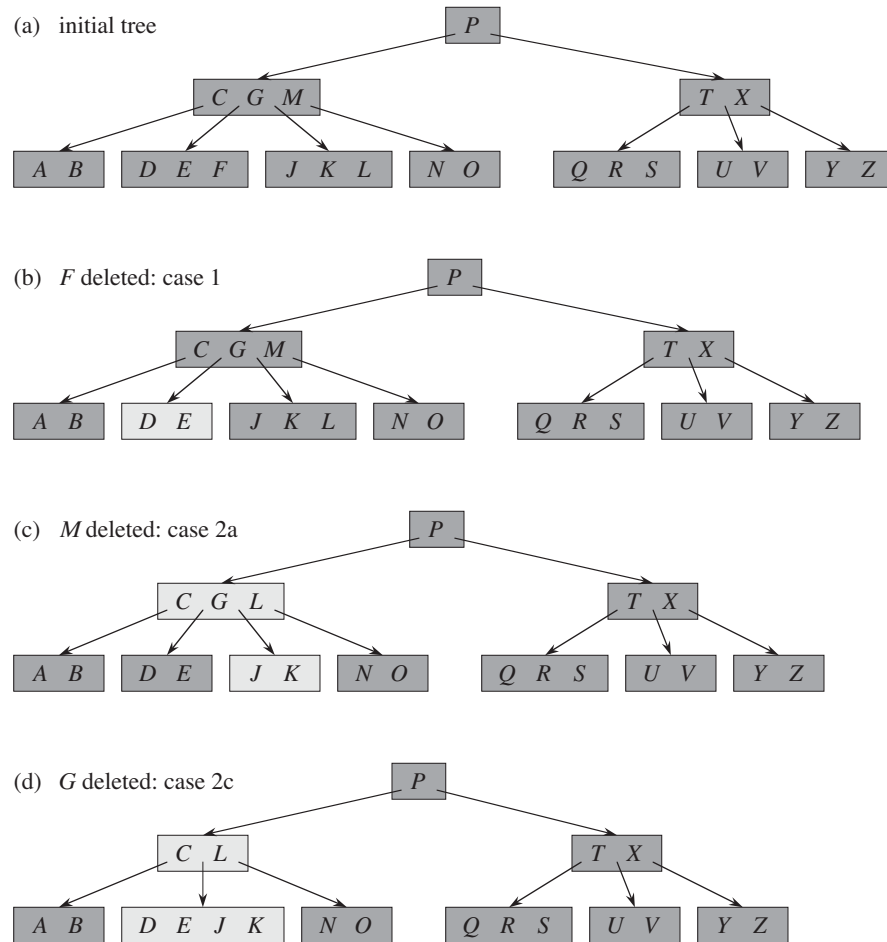 (a) initial tree
P
C G M
T X
A B
D E F
J K L
N O
Q R S
U V
Y Z
(b) F deleted: case 1
P
C G M
T X
A B
D E
J K L
N O
Q R S
U V
Y Z
(c) M deleted: case 2a
P
C G L
T X
A B
D E
J K
N O
Q R S
U V
Y Z
(d) G deleted: case 2c
P
C L
T X
A B
D E J K
N O
Q R S
U V
Y Z